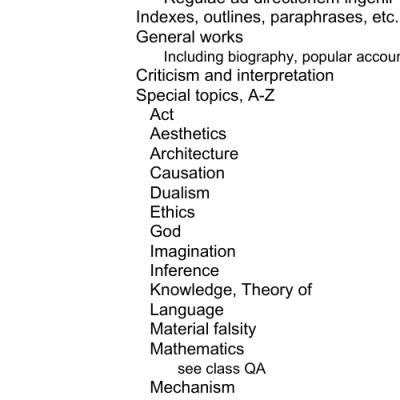 Regulae ad directionem ingenii
Indexes, outlines, paraphrases, etc.
General works
Including biography, popular
Criticism and interpretation
Special topics, A-Z
Act
Aesthetics
Architecture
Causation
Dualism
Ethics
God
Imagination
Inference
Knowledge, Theory of
Language
Material falsity
Mathematics
see class QA
Mechanism